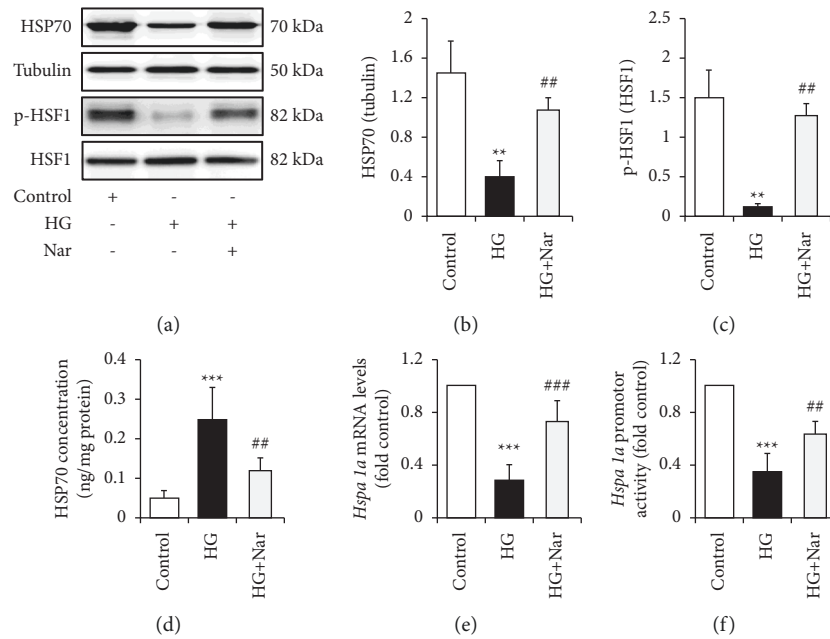 HSP70 70 kDa
Tubulin 50 kDa
p-HSF1 82 kDa
HSF1 82 kDa
Control + - -
HG - + +
Nar - - +
(a)
HSP70 (tubulin)
1.8
1.2
0.6
0
**
##
Control
HG
HG+Nar
(b)
p-HSF1 (HSF1)
2
1.5
1
0.5
0
**
##
Control
HG
HG+Nar
(c)
HSP70 concentration
(ng/mg protein)
0.4
0.3
0.2
0.1
0
***
##
Control
HG
HG+Nar
(d)
Hspa 1a mRNA levels
(fold control)
1.2
0.8
0.4
0.0
***
###
Control
HG
HG+Nar
(e)
Hspa 1a promotor
activity (fold control)
1.2
0.8
0.4
0.0
***
##
Control
HG
HG+Nar
(f)